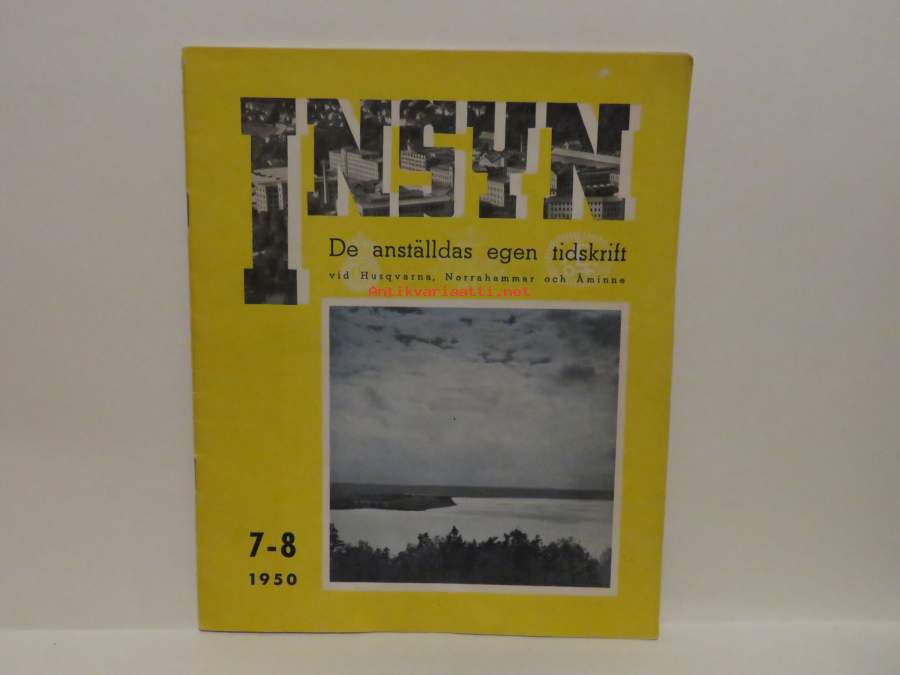 INSYN
De anställdas egen tidskrift
vid Husqvarna, Norrahammar och Åminne
Antikvariaatti.net
7-8
1950